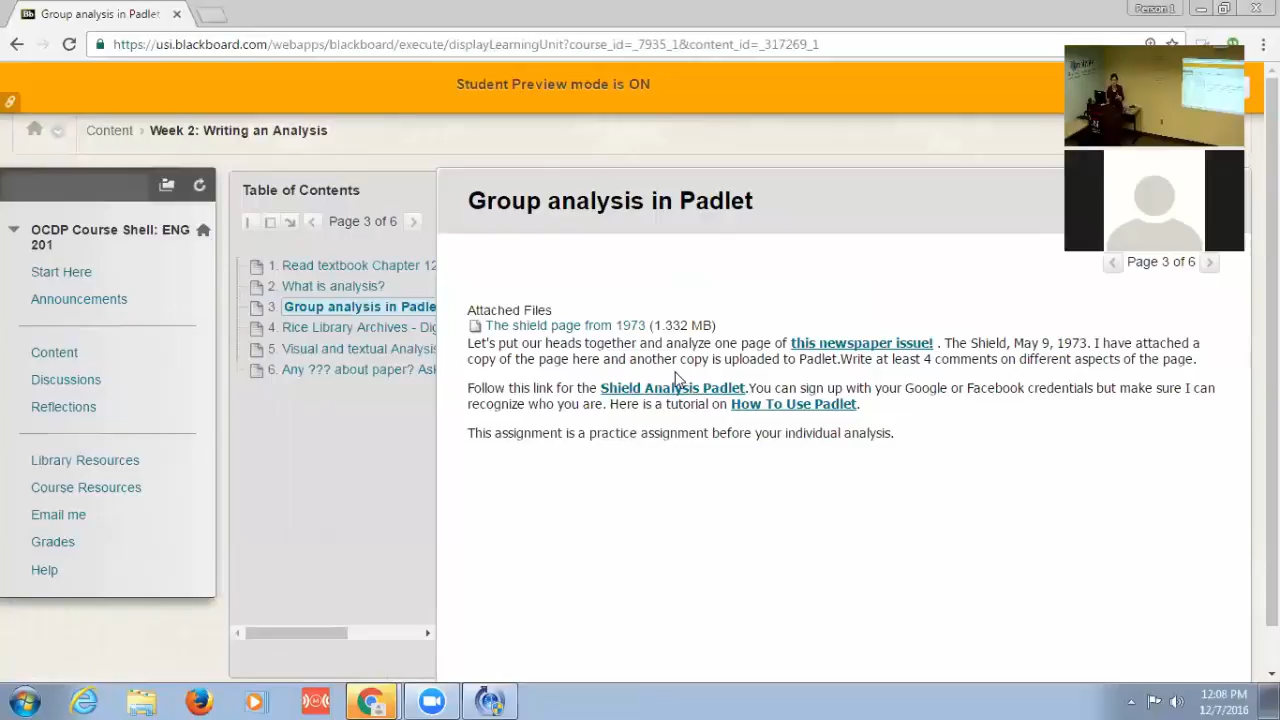 Group analysis in Padlet
Person 1
https://usi.blackboard.com/webapps/blackboard/execute/displayLearningUnit?course_id=_7935_1&content_id=_317269_1
Student Preview mode is ON
Content > Week 2: Writing an Analysis
OCDP Course Shell: ENG
201
Start Here
Announcements
Content
Discussions
Reflections
Library Resources
Course Resources
Email me
Grades
Help
Table of Contents
Page 3 of 6
1. Read textbook Chapter 12
2. What is analysis?
3. Group analysis in Padle
4. Rice Library Archives - Dig
5. Visual and textual Analysis
6. Any ??? about paper? Ask
Group analysis in Padlet
Page 3 of 6
Attached Files
The shield page from 1973 (1.332 MB)
Let's put our heads together and analyze one page of this newspaper issue! . The Shield, May 9, 1973. I have attached a
copy of the page here and another copy is uploaded to Padlet.Write at least 4 comments on different aspects of the page.
Follow this link for the Shield Analysis Padlet.You can sign up with your Google or Facebook credentials but make sure I can
recognize who you are. Here is a tutorial on How To Use Padlet.
This assignment is a practice assignment before your individual analysis.
12:08 PM
12/7/2016